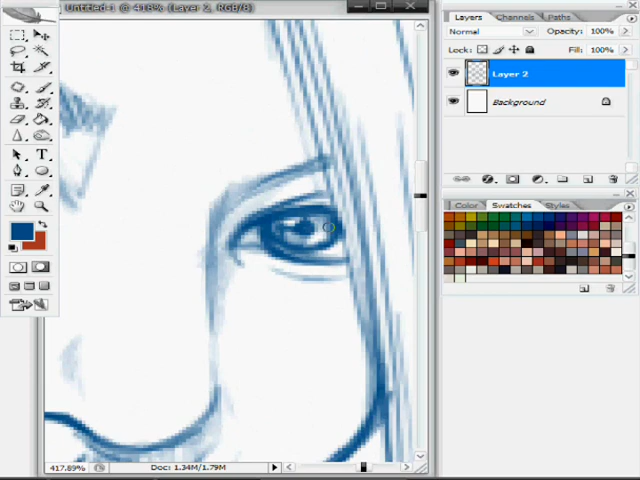 Untitled-1 @ 418% (Layer 2, RGB/8)
Layers Channels Paths
Normal Opacity: 100%
Lock: Fill: 100%
Layer 2
Background
Color Swatches Styles
T
417.89% Doc: 1.34M/1.79M